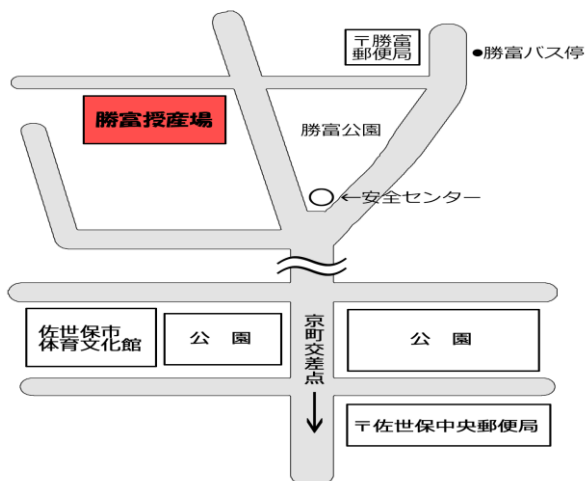 〒勝富
郵便局
勝富バス停
勝富授産場
勝富公園
←安全センター
佐世保市
体育文化館
公園
京町交差点
公園
〒佐世保中央郵便局